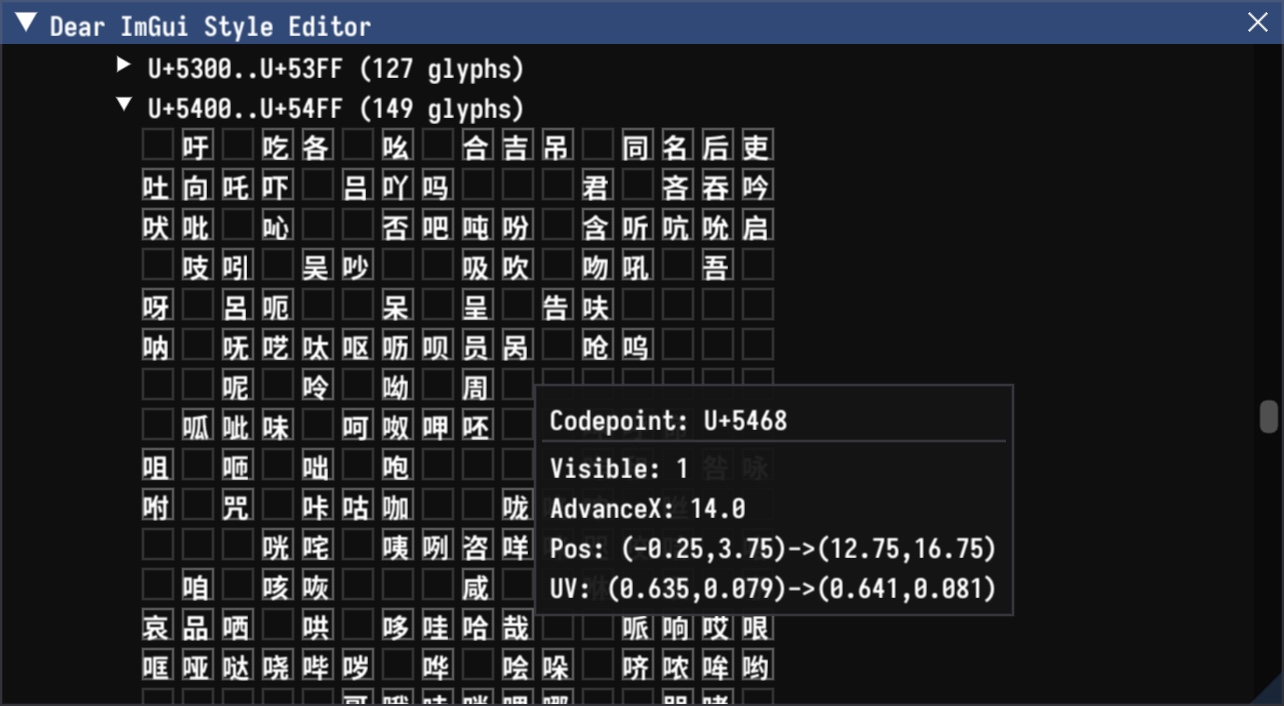 Dear ImGui Style Editor
U+5300..U+53FF (127 glyphs)
U+5400..U+54FF (149 glyphs)
吁 吃 各 吆 合 吉 吊 同 名 后 吏
吐 向 吒 吓 吕 吖 吗 君 吝 吞 吟
吠 吡 吣 否 吧 吨 吩 含 听 吭 吮 启
吱 吲 吴 吵 吸 吹 吻 吼 吾
呀 呂 呃 呆 呈 告 呋
呐 呒 呓 呔 呕 呖 呗 员 呙 呛 呜
呢 呤 呦 周
呱 呲 味 呵 呶 呷 呸
咀 咂 咄 咆 咎 咏
咐 咒 咔 咕 咖 咙
咣 咤 咦 咧 咨 咩
咱 咳 咴 咸
哀 品 哂 哄 哆 哇 哈 哉 哌 响 哎 哏
哐 哑 哒 哓 哔 哕 哗 哙 哚 哜 哝 哞 哟
Codepoint: U+5468
Visible: 1
AdvanceX: 14.0
Pos: (-0.25,3.75)->(12.75,16.75)
UV: (0.635,0.079)->(0.641,0.081)